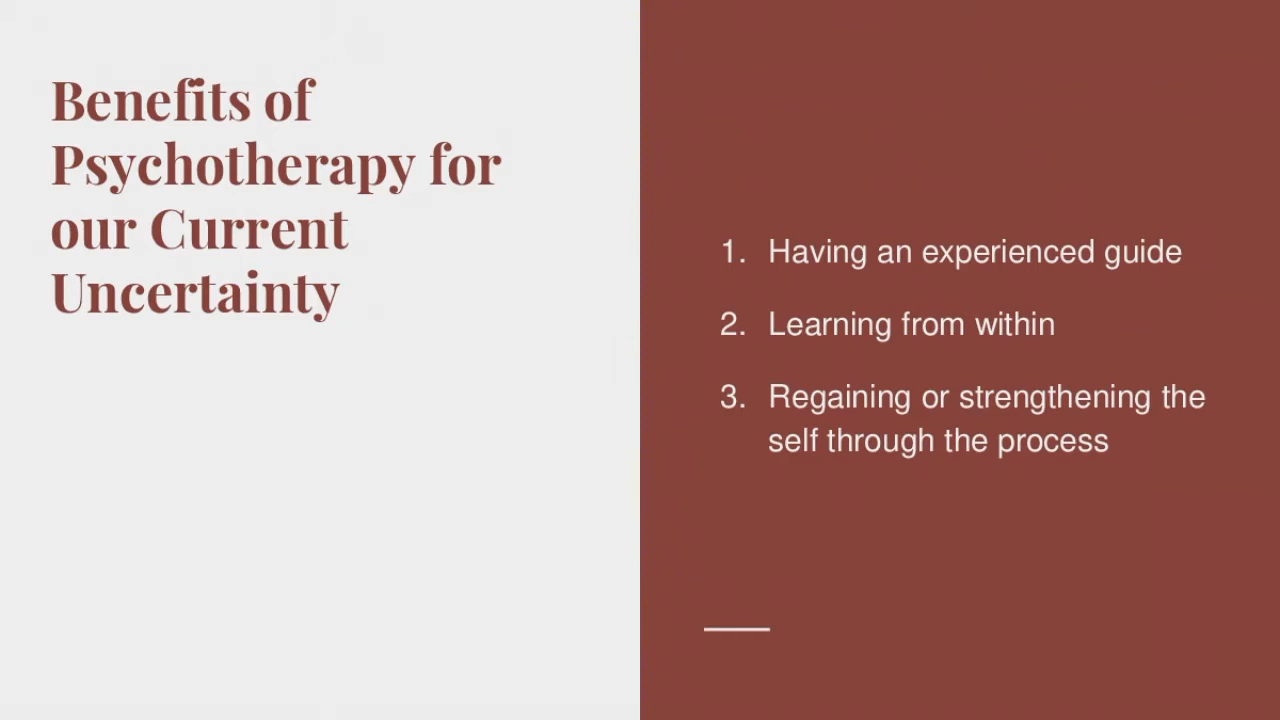 Benefits of
Psychotherapy for
our Current
Uncertainty
1. Having an experienced guide
2. Learning from within
3. Regaining or strengthening the
self through the process